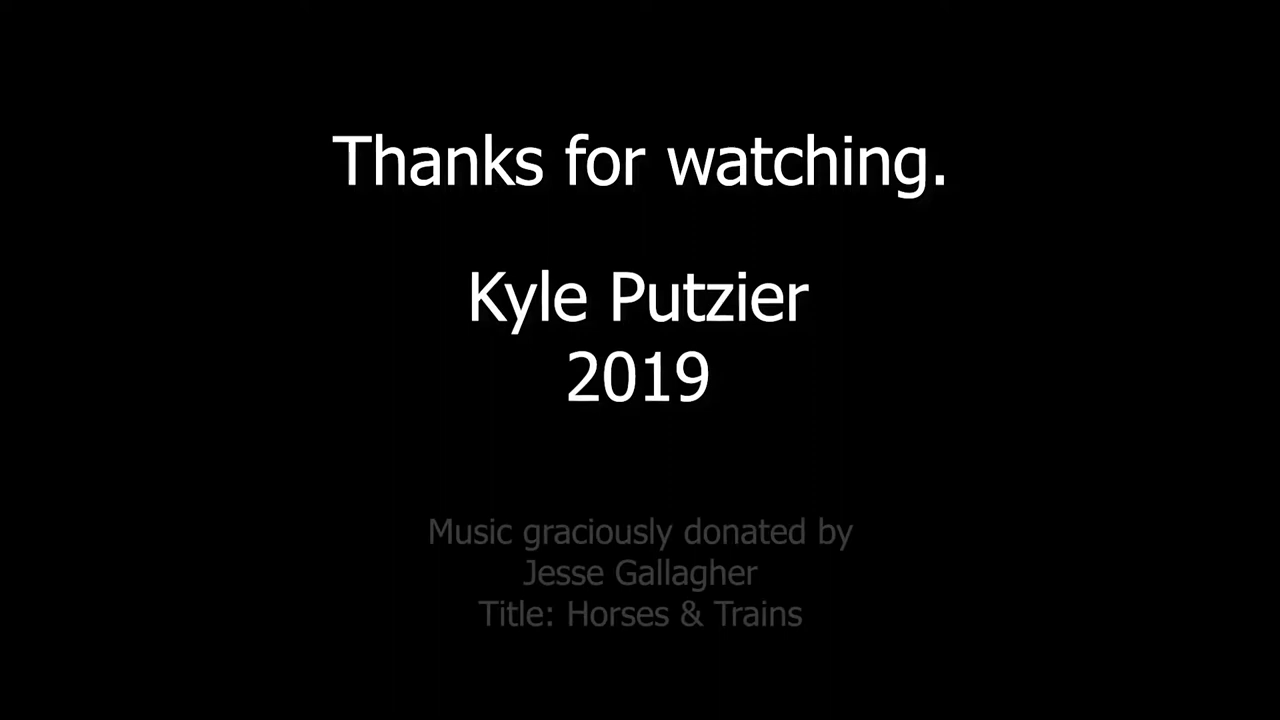 Thanks for watching.
Kyle Putzier
2019
Music graciously donated by
Jesse Gallagher
Title: Horses & Trains